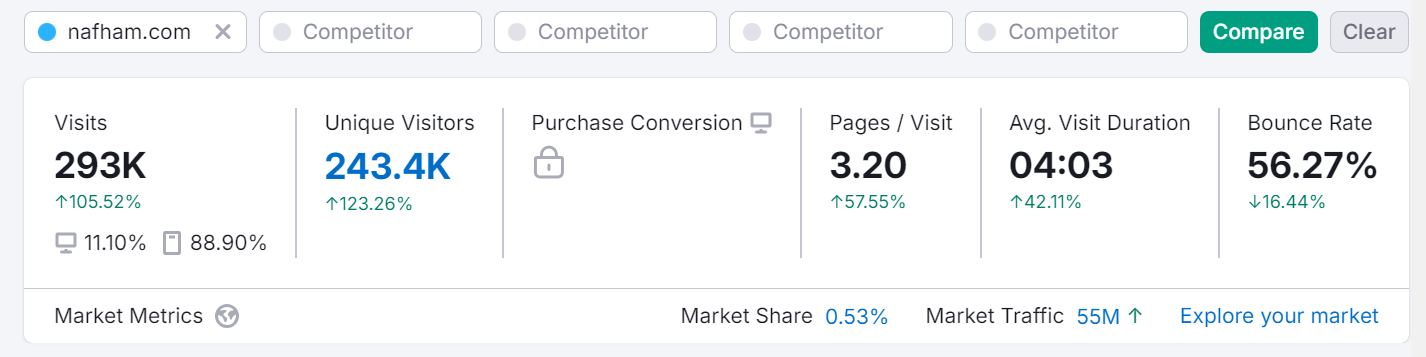 nafham.com Competitor Competitor Competitor Competitor Compare Clear
Visits
293K
↑105.52%
11.10% 88.90%
Unique Visitors
243.4K
↑123.26%
Purchase Conversion
Pages / Visit
3.20
↑57.55%
Avg. Visit Duration
04:03
↑42.11%
Bounce Rate
56.27%
↓16.44%
Market Metrics Market Share 0.53% Market Traffic 55M ↑ Explore your market